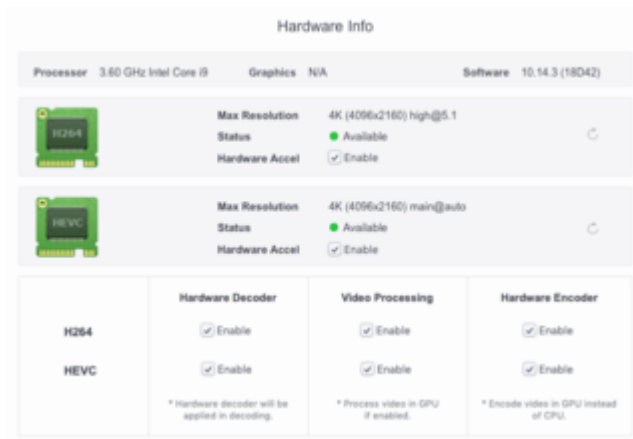 Hardware Info
Processor 3.60 GHz Intel Core i9 Graphics N/A Software 10.14.3 (18D42)
H264
Max Resolution 4K (4096x2160) high@5.1
Status Available
Hardware Accel Enable
HEVC
Max Resolution 4K (4096x2160) main@auto
Status Available
Hardware Accel Enable
Hardware Decoder Video Processing Hardware Encoder
H264 Enable Enable Enable
HEVC Enable Enable Enable
* Hardware decoder will be * Process video in GPU * Encode video in GPU instead
applied in decoding. if enabled. of CPU.